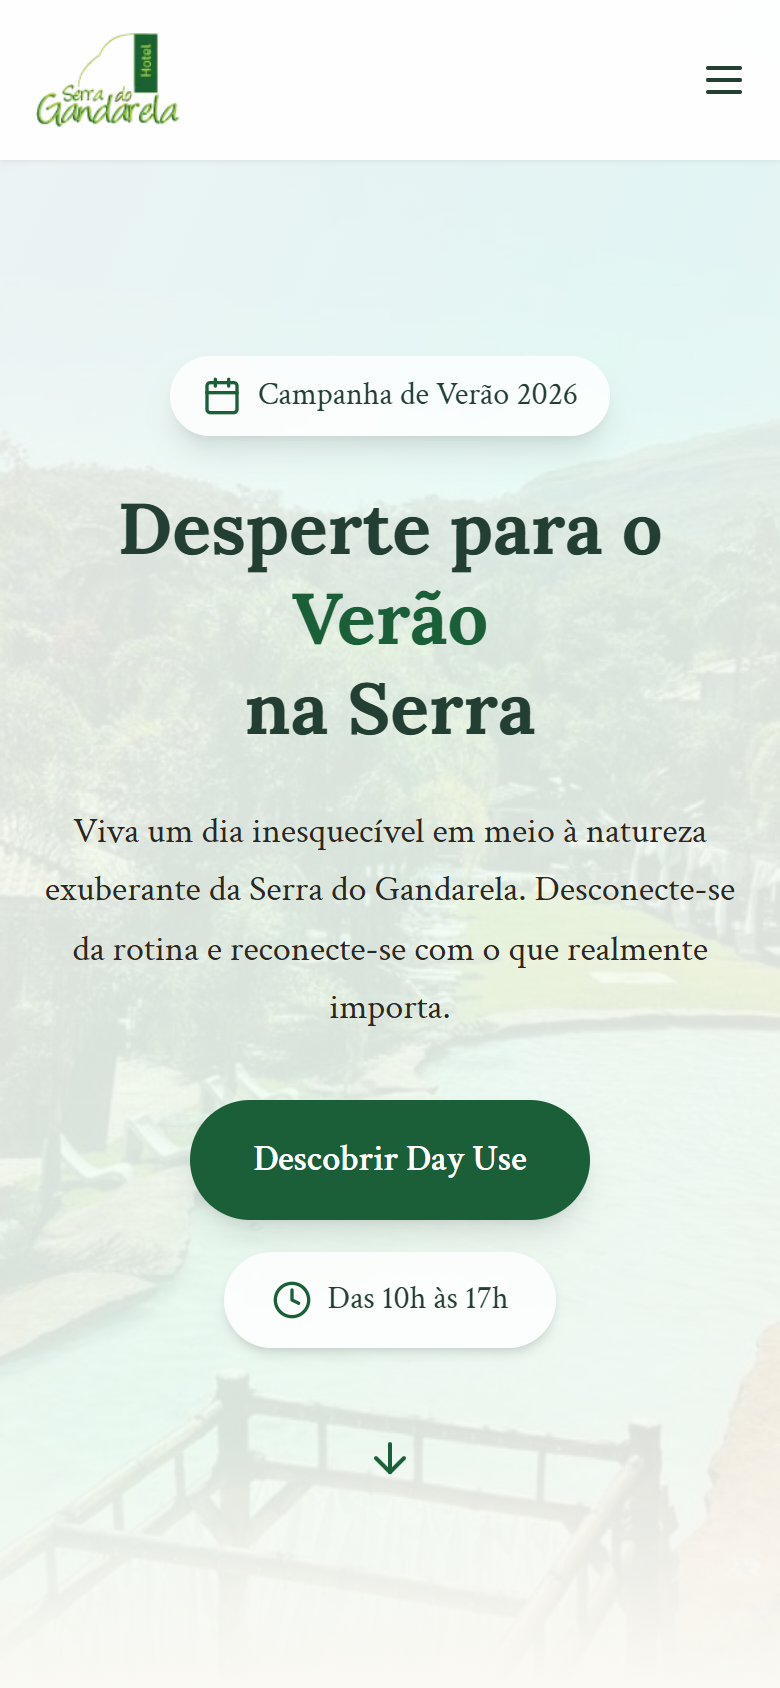 Hotel
Serra do
Gandarela
Campanha de Verão 2026
Desperte para o
Verão
na Serra
Viva um dia inesquecível em meio à natureza
exuberante da Serra do Gandarela. Desconecte-se
da rotina e reconecte-se com o que realmente
importa.
Descobrir Day Use
Das 10h às 17h